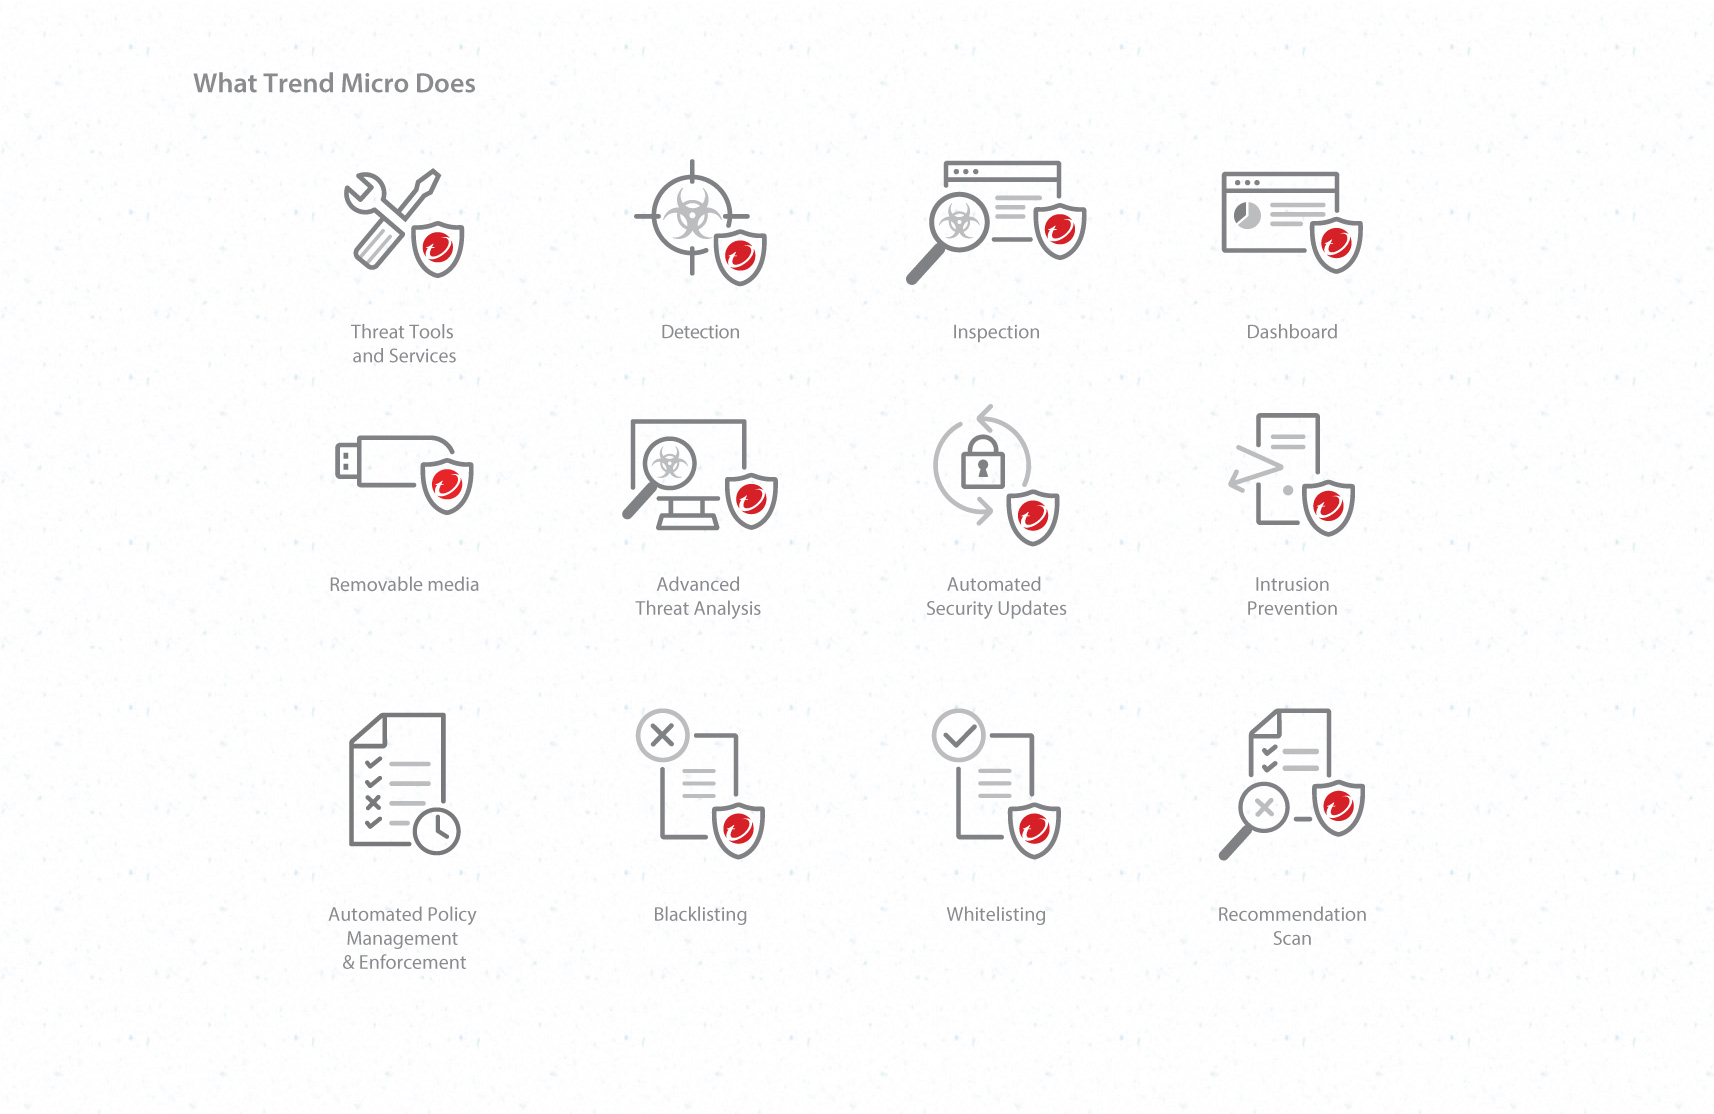 What Trend Micro Does
Threat Tools
and Services
Detection
Inspection
Dashboard
Removable media
Advanced
Threat Analysis
Automated
Security Updates
Intrusion
Prevention
Automated Policy
Management
& Enforcement
Blacklisting
Whitelisting
Recommendation
Scan